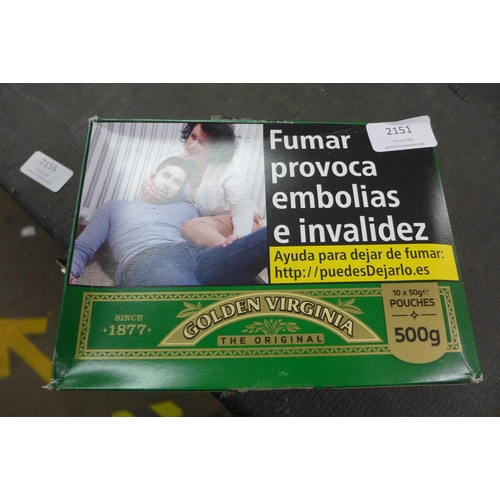 2151
2155
Fumar
provoca
embolias
e invalidez
Ayuda para dejar de fumar:
http://puedesDejarlo.es
10 x 50g e
POUCHES
500g
SINCE
·1877·
GOLDEN VIRGINIA
THE ORIGINAL